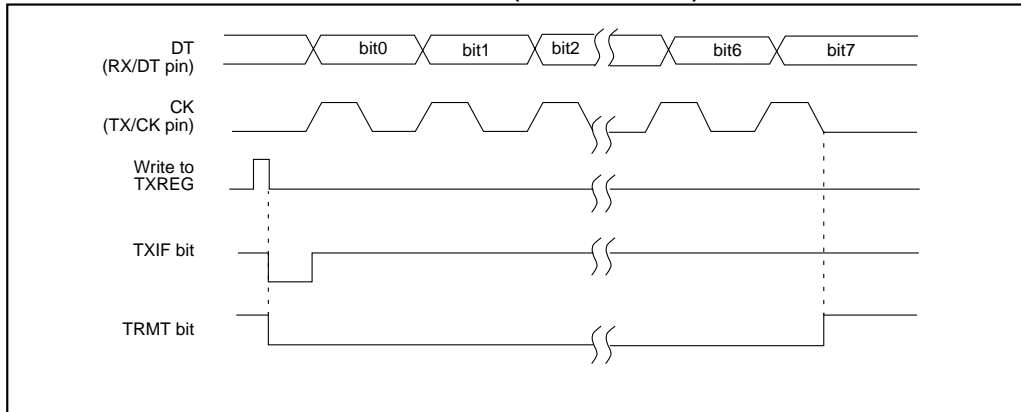 DT
(RX/DT pin)
bit0 bit1 bit2 bit6 bit7
CK
(TX/CK pin)
Write to
TXREG
TXIF bit
TRMT bit